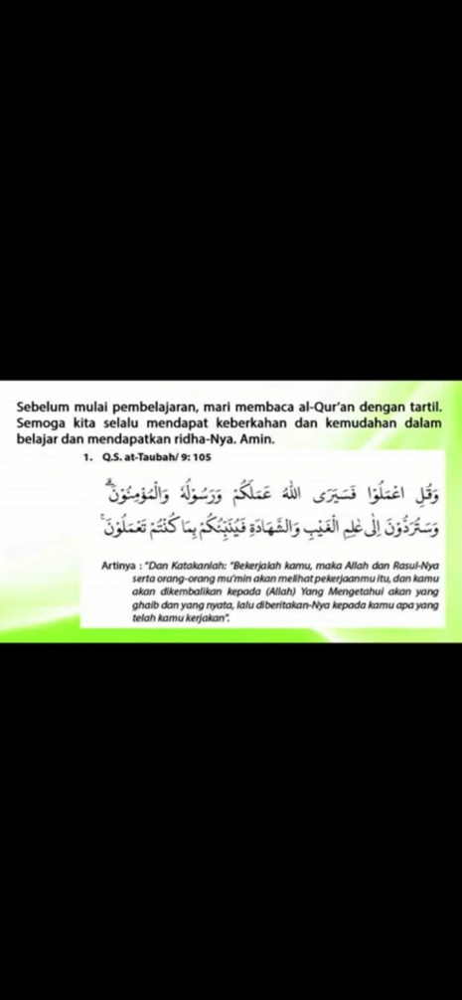 Sebelum mulai pembelajaran, mari membaca al-Qur'an dengan tartil.
Semoga kita selalu mendapat keberkahan dan kemudahan dalam
belajar dan mendapatkan ridha-Nya. Amin.
1. Q.S. at-Taubah/ 9: 105
وَقُلِ اعْمَلُوْا فَسَيَرَى اللّٰهُ عَمَلَكُمْ وَرَسُوْلُهٗ وَالْمُؤْمِنُوْنَۗ
وَسَتُرَدُّوْنَ اِلٰى عٰلِمِ الْغَيْبِ وَالشَّهَادَةِ فَيُنَبِّئُكُمْ بِمَا كُنْتُمْ تَعْمَلُوْنَۚ
Artinya : "Dan Katakanlah: "Bekerjalah kamu, maka Allah dan Rasul-Nya
serta orang-orang mu'min akan melihat pekerjaanmu itu, dan kamu
akan dikembalikan kepada (Allah) Yang Mengetahui akan yang
ghaib dan yang nyata, lalu diberitakan-Nya kepada kamu apa yang
telah kamu kerjakan".